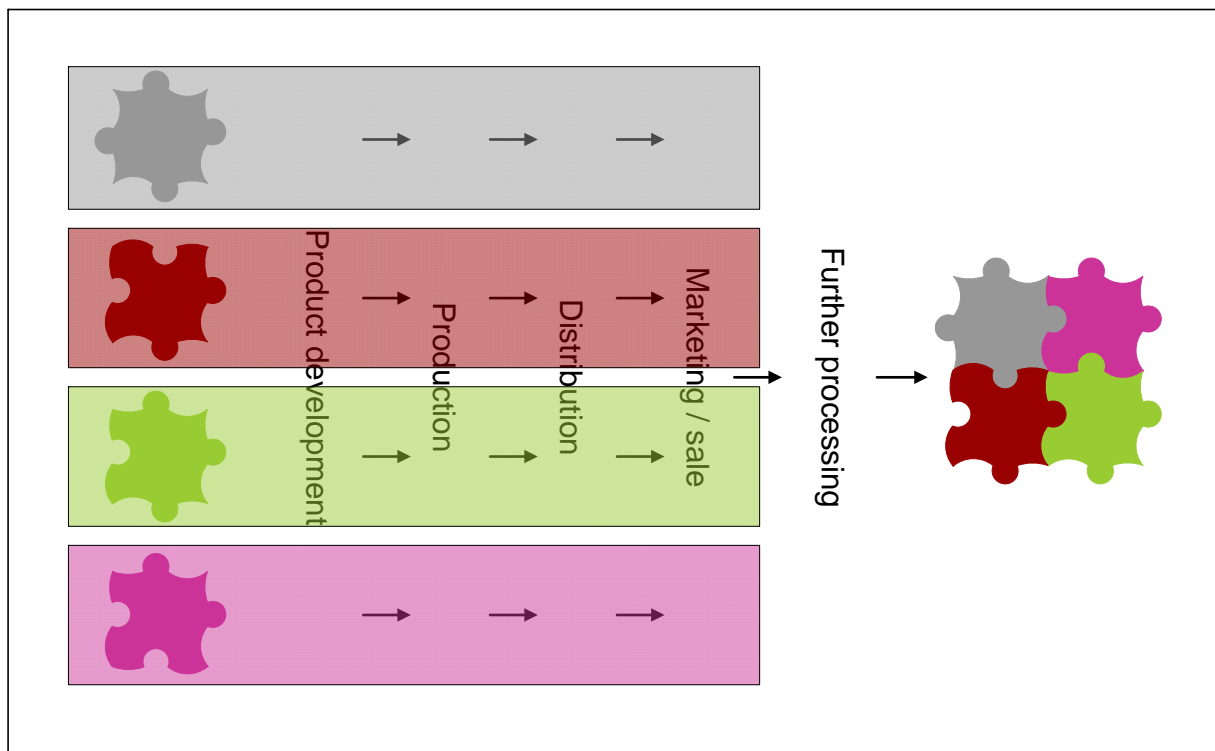 Product development
Production
Distribution
Marketing / sale
Further processing